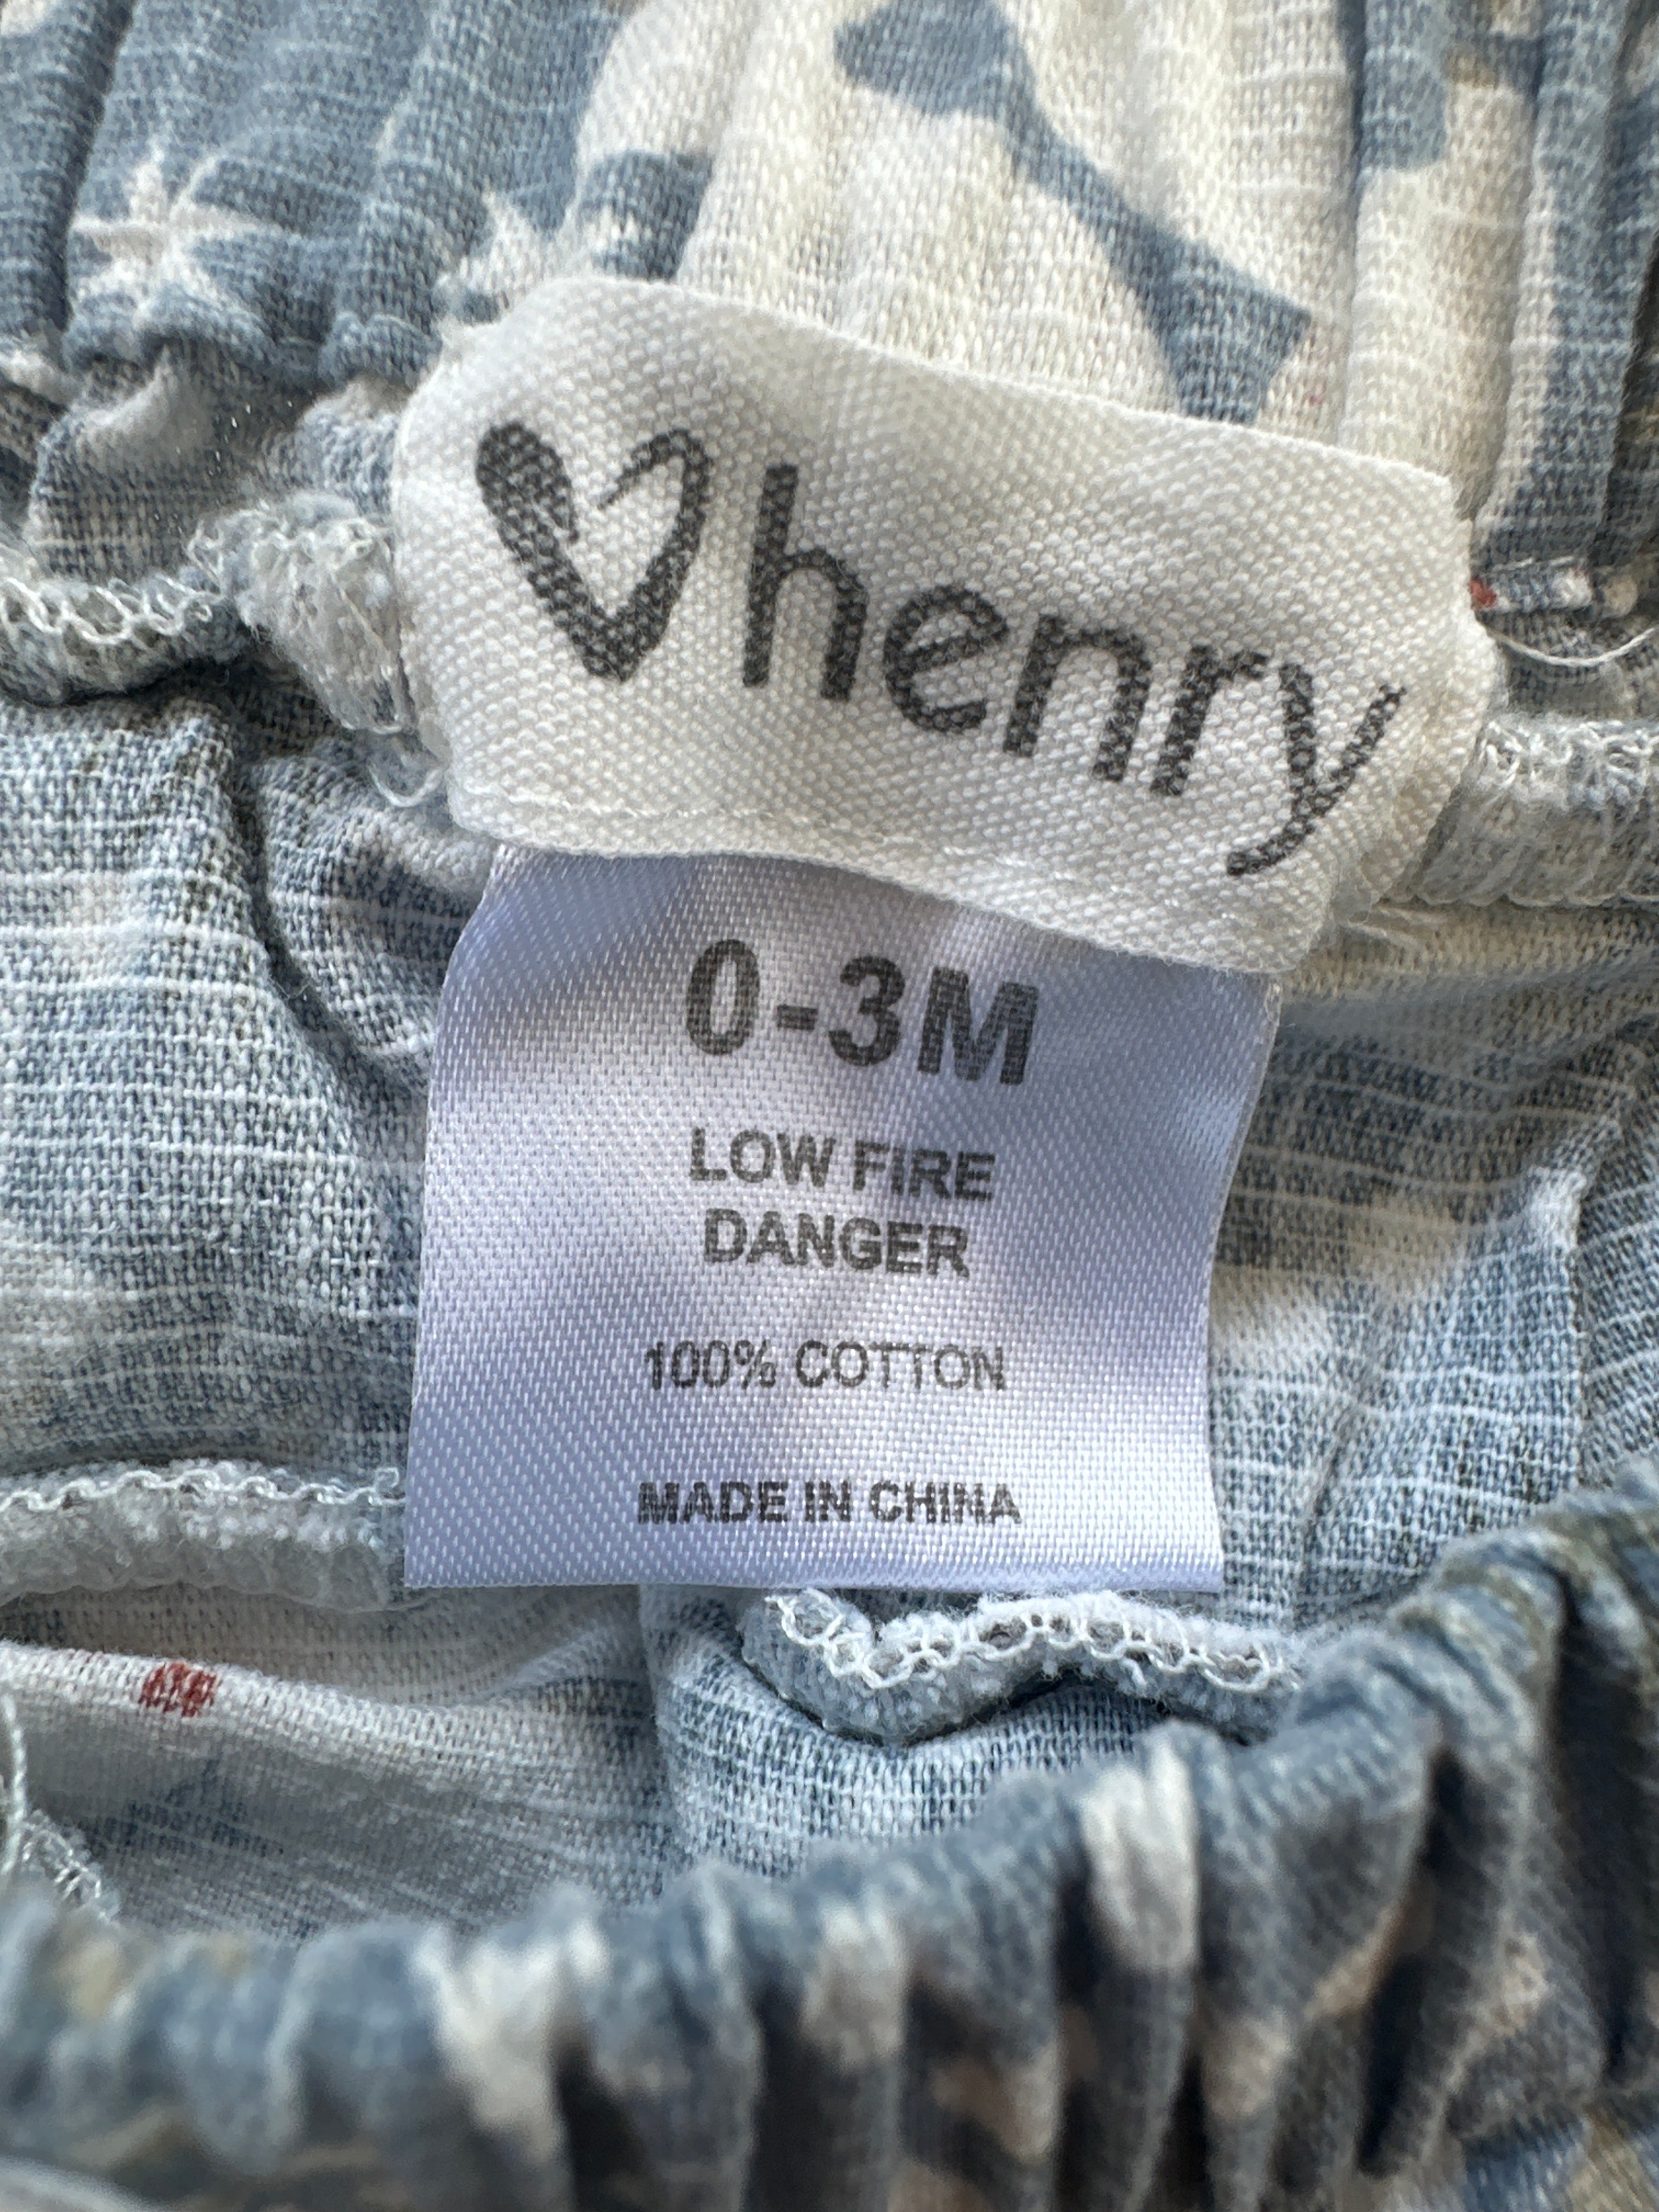 henry
0-3M
LOW FIRE
DANGER
100% COTTON
MADE IN CHINA